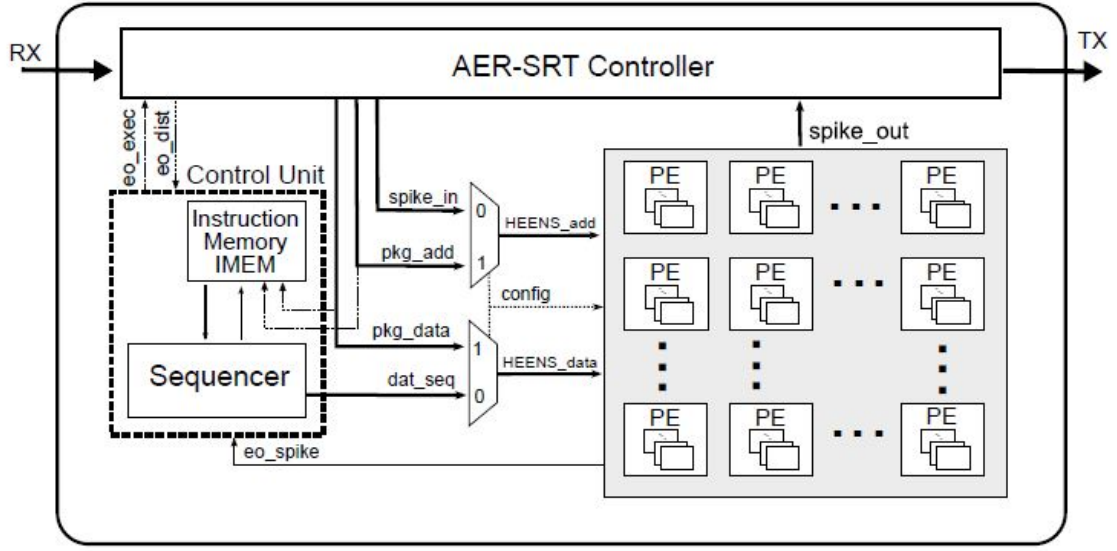 RX
TX
AER-SRT Controller
eo_exec
eo_dist
spike_out
Control Unit
Instruction
Memory
IMEM
Sequencer
spike_in
0
pkg_add
1
HEENS_add
config
pkg_data
1
dat_seq
0
HEENS_data
eo_spike
PE
PE
PE
PE
PE
PE
PE
PE
PE